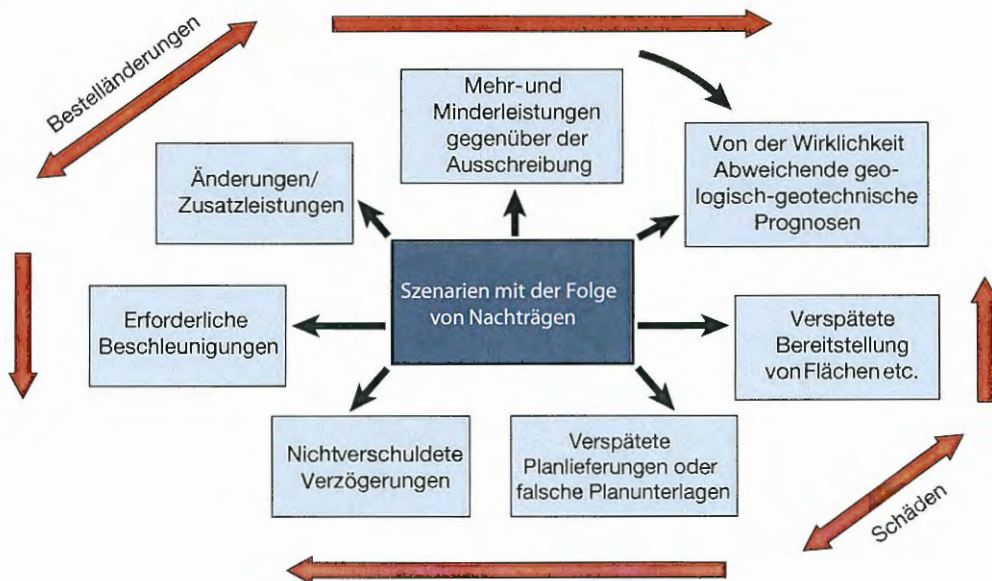 Bestelländerungen
Mehr-und
Minderleistungen
gegenüber der
Ausschreibung
Von der Wirklichkeit
Abweichende geo-
logisch-geotechnische
Prognosen
Änderungen/
Zusatzleistungen
Szenarien mit der Folge
von Nachträgen
Erforderliche
Beschleunigungen
Verspätete
Bereitstellung
von Flächen etc.
Nichtverschuldete
Verzögerungen
Verspätete
Planlieferungen oder
falsche Planunterlagen
Schäden